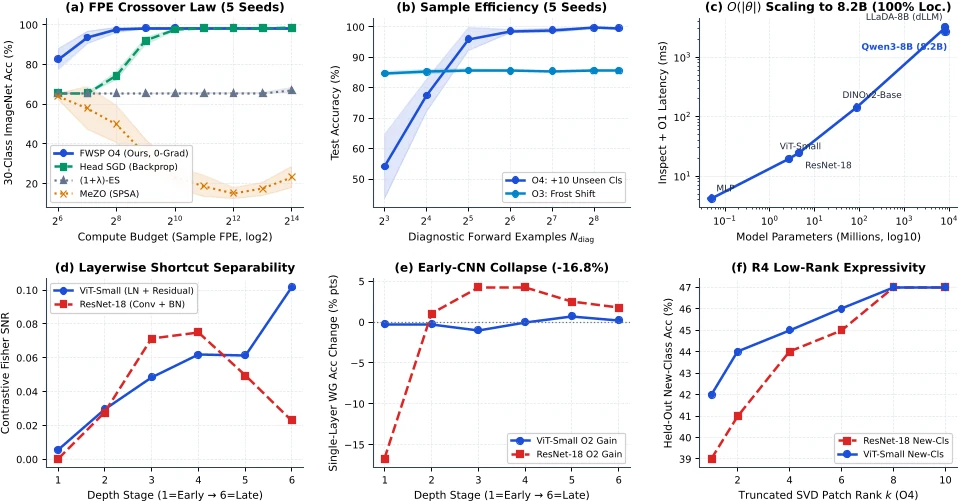 (a) FPE Crossover Law (5 Seeds)
30-Class ImageNet Acc (%)
100
80
60
40
20
FWSP O4 (Ours, 0-Grad)
Head SGD (Backprop)
(1+λ)-ES
MeZO (SPSA)
2^6
2^8
2^10
2^12
2^14
Compute Budget (Sample FPE, log2)
(b) Sample Efficiency (5 Seeds)
Test Accuracy (%)
100
90
80
70
60
50
O4: +10 Unseen Cls
O3: Frost Shift
2^3
2^4
2^5
2^6
2^7
2^8
Diagnostic Forward Examples N_diag
(c) O(|θ|) Scaling to 8.2B (100% Loc.)
Inspect + O1 Latency (ms)
10^3
10^2
10^1
LLaDA-8B (dLLM)
Qwen3-8B (8.2B)
DINOv2-Base
ViT-Small
ResNet-18
MLP
10^−1
10^0
10^1
10^2
10^3
10^4
Model Parameters (Millions, log10)
(d) Layerwise Shortcut Separability
Contrastive Fisher SNR
0.10
0.08
0.06
0.04
0.02
0.00
ViT-Small (LN + Residual)
ResNet-18 (Conv + BN)
1
2
3
4
5
6
Depth Stage (1=Early → 6=Late)
(e) Early-CNN Collapse (-16.8%)
Single-Layer WG Acc Change (% pts)
5
0
−5
−10
−15
ViT-Small O2 Gain
ResNet-18 O2 Gain
1
2
3
4
5
6
Depth Stage (1=Early → 6=Late)
(f) R4 Low-Rank Expressivity
Held-Out New-Class Acc (%)
47
46
45
44
43
42
41
40
39
ResNet-18 New-Cls
ViT-Small New-Cls
2
4
6
8
10
Truncated SVD Patch Rank k (O4)